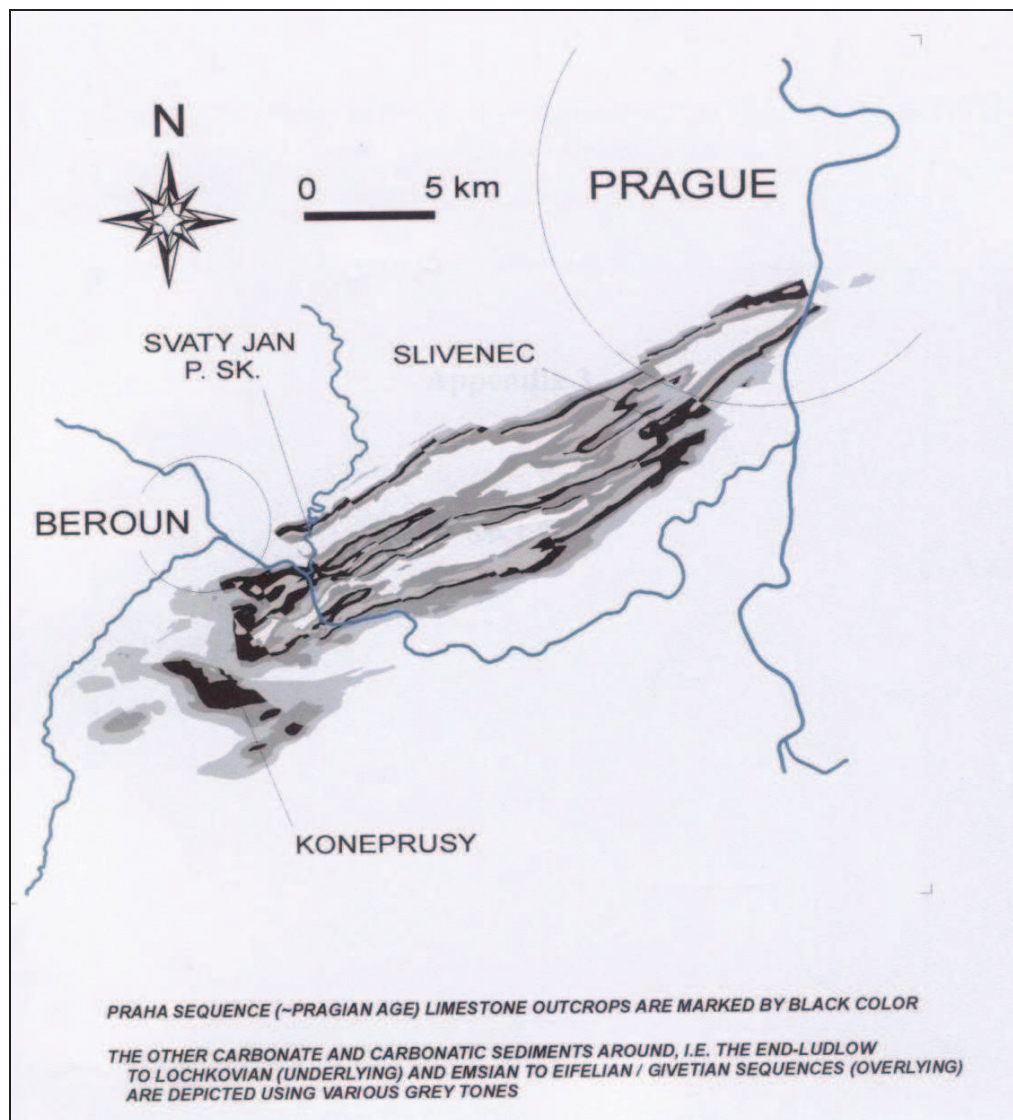 N
0 5 km
PRAGUE
SVATY JAN
P. SK.
SLIVENEC
BEROUN
KONEPRUSY
PRAHA SEQUENCE (~PRAGIAN AGE) LIMESTONE OUTCROPS ARE MARKED BY BLACK COLOR
THE OTHER CARBONATE AND CARBONATIC SEDIMENTS AROUND, I.E. THE END-LUDLOW
TO LOCHKOVIAN (UNDERLYING) AND EMSIAN TO EIFELIAN / GIVETIAN SEQUENCES (OVERLYING)
ARE DEPICTED USING VARIOUS GREY TONES